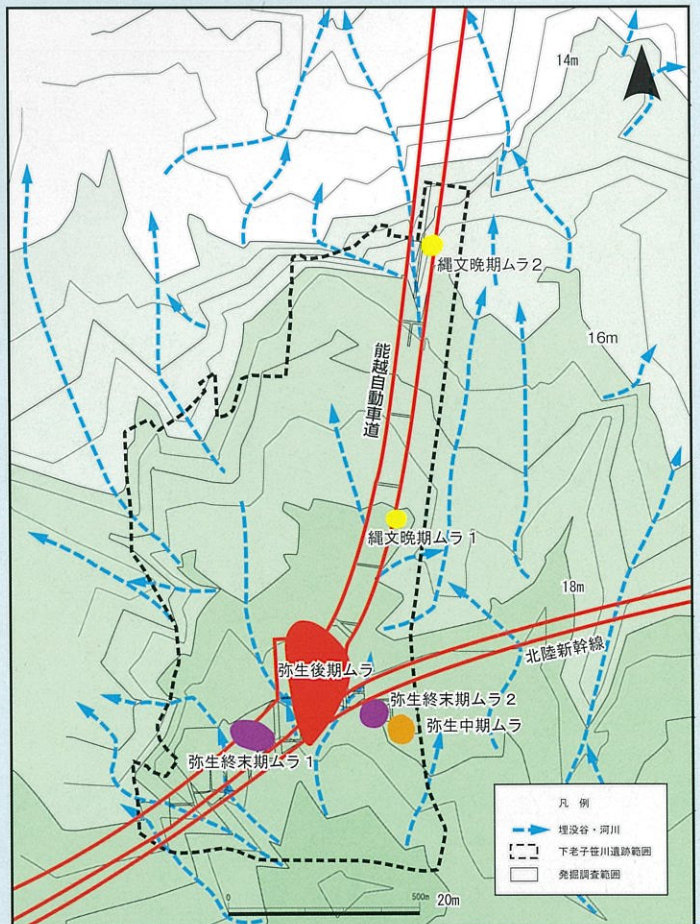 14m
縄文晩期ムラ2
16m
能越自動車道
縄文晩期ムラ1
18m
北陸新幹線
弥生後期ムラ
弥生終末期ムラ2
弥生中期ムラ
弥生終末期ムラ1
凡 例
埋没谷・河川
下老子笹川遺跡範囲
発掘調査範囲
0 500m
20m